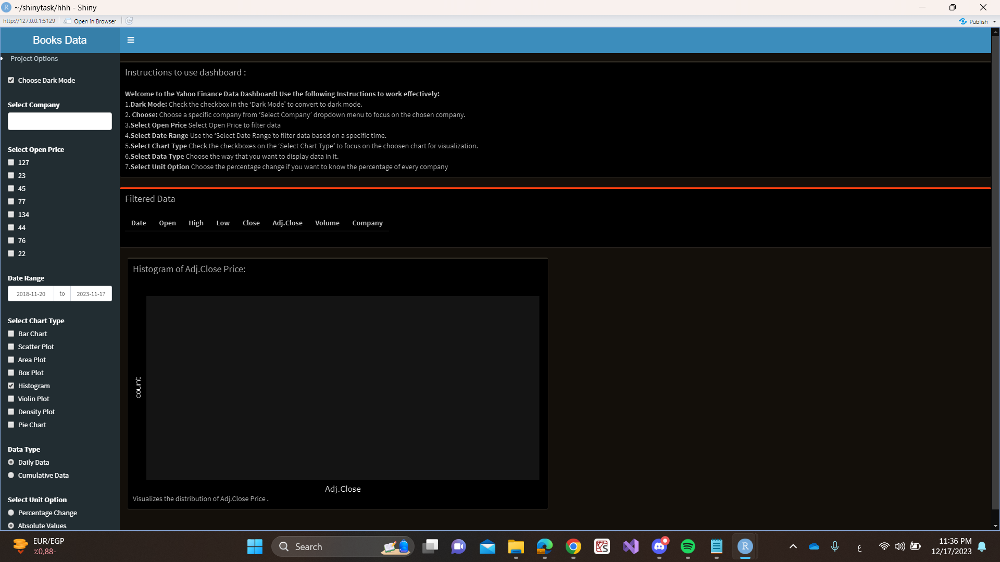 ~/shinytask/hhh - Shiny
http://127.0.0.1:5129 Open in Browser Publish
Books Data
Project Options
Choose Dark Mode
Select Company
Select Open Price
127
23
45
77
134
44
76
22
Date Range
2018-11-20 to 2023-11-17
Select Chart Type
Bar Chart
Scatter Plot
Area Plot
Box Plot
Histogram
Violin Plot
Density Plot
Pie Chart
Data Type
Daily Data
Cumulative Data
Select Unit Option
Percentage Change
Absolute Values
Instructions to use dashboard :
Welcome to the Yahoo Finance Data Dashboard! Use the following Instructions to work effectively:
1.Dark Mode: Check the checkbox in the ‘Dark Mode’ to convert to dark mode.
2. Choose: Choose a specific company from ‘Select Company’ dropdown menu to focus on the chosen company.
3.Select Open Price Select Open Price to filter data
4.Select Date Range Use the ‘Select Date Range’to filter data based on a specific time.
5.Select Chart Type Check the checkboxes on the ‘Select Chart Type’ to focus on the choosen chart for visualization.
6.Select Data Type Choose the way that you want to display data in it.
7.Select Unit Option Choose the percentage change if you want to know the percentage of every company
Filtered Data
Date Open High Low Close Adj.Close Volume Company
Histogram of Adj.Close Price:
count
Adj.Close
Visualizes the distribution of Adj.Close Price .
EUR/EGP
٪0,88-
Search
ع
11:36 PM
12/17/2023